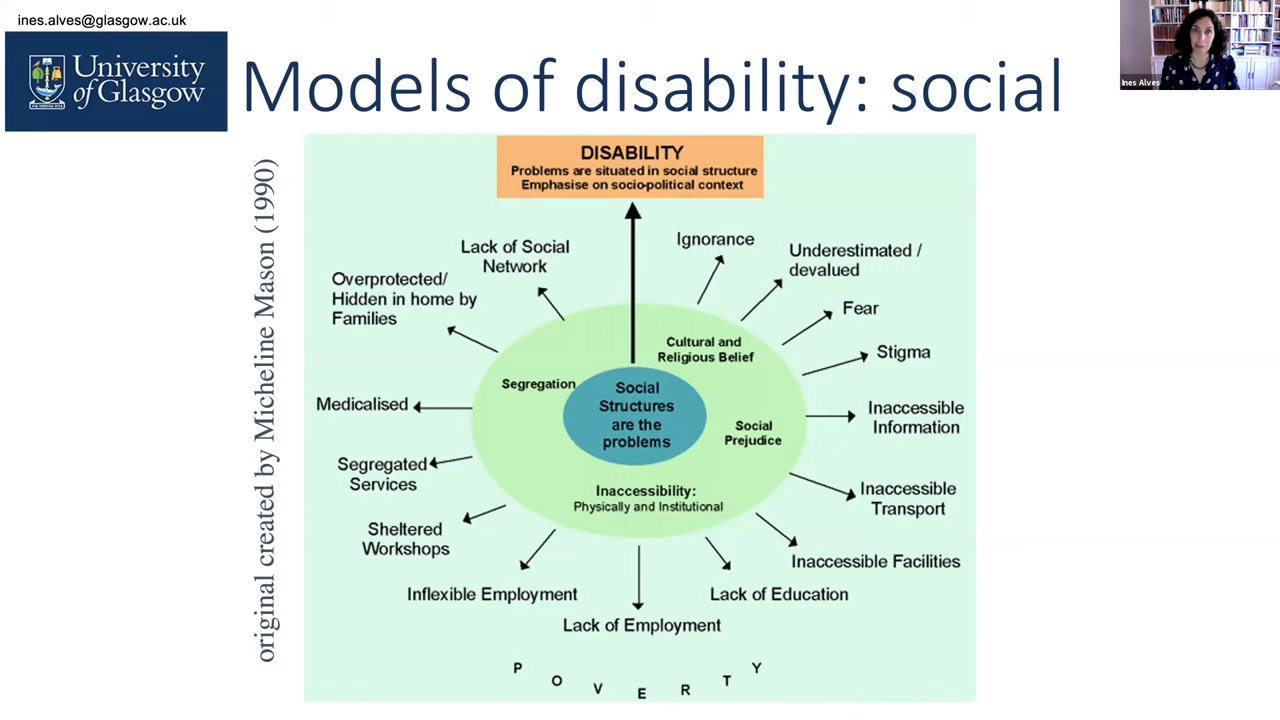 ines.alves@glasgow.ac.uk
University
of Glasgow
Models of disability: social
Ines Alves
original created by Micheline Mason (1990)
DISABILITY
Problems are situated in social structure
Emphasise on socio-political context
Lack of Social
Network
Ignorance
Underestimated /
devalued
Overprotected/
Hidden in home by
Families
Fear
Stigma
Cultural and
Religious Belief
Segregation
Social
Structures
are the
problems
Social
Prejudice
Medicalised
Inaccessible
Information
Segregated
Services
Inaccessibility:
Physically and Institutional
Inaccessible
Transport
Sheltered
Workshops
Inaccessible Facilities
Inflexible Employment
Lack of Education
Lack of Employment
POVERTY